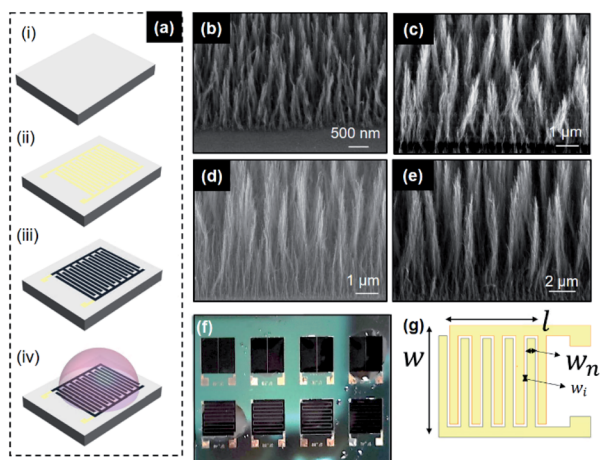 (a)
(i)
(ii)
(iii)
(iv)
(b)
500 nm
(c)
1 µm
(d)
1 µm
(e)
2 µm
(f)
(g)
l
w
w_n
w_i